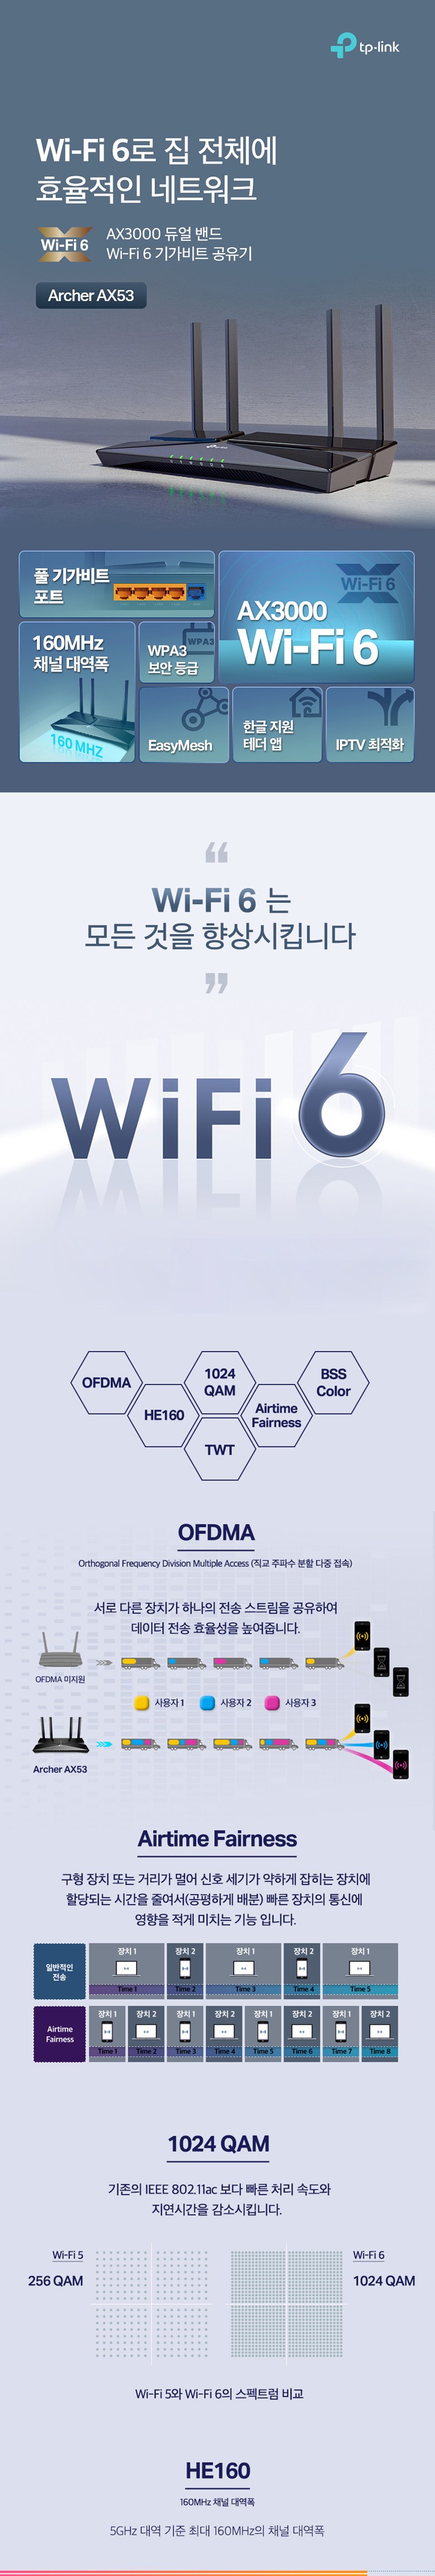 tp-link
Wi-Fi 6로 집 전체에
효율적인 네트워크
Wi-Fi 6
AX3000 듀얼 밴드
Wi-Fi 6 기가비트 공유기
Archer AX53
풀 기가비트
포트
Wi-Fi 6
AX3000
Wi-Fi 6
160MHz
채널 대역폭
160 MHZ
WPA3
WPA3
보안 등급
EasyMesh
한글 지원
테더 앱
IPTV 최적화
“
Wi-Fi 6 는
모든 것을 향상시킵니다
”
WiFi 6
OFDMA
HE160
1024
QAM
TWT
Airtime
Fairness
BSS
Color
OFDMA
Orthogonal Frequency Division Multiple Access (직교 주파수 분할 다중 접속)
서로 다른 장치가 하나의 전송 스트림을 공유하여
데이터 전송 효율성을 높여줍니다.
OFDMA 미지원
사용자 1 사용자 2 사용자 3
Archer AX53
Airtime Fairness
구형 장치 또는 거리가 멀어 신호 세기가 약하게 잡히는 장치에
할당되는 시간을 줄여서(공평하게 배분) 빠른 장치의 통신에
영향을 적게 미치는 기능 입니다.
일반적인
전송
장치 1 장치 2 장치 1 장치 2 장치 1
Time 1 Time 2 Time 3 Time 4 Time 5
Airtime
Fairness
장치 1 장치 2 장치 1 장치 2 장치 1 장치 2 장치 1 장치 2
Time 1 Time 2 Time 3 Time 4 Time 5 Time 6 Time 7 Time 8
1024 QAM
기존의 IEEE 802.11ac 보다 빠른 처리 속도와
지연시간을 감소시킵니다.
Wi-Fi 5
256 QAM
Wi-Fi 6
1024 QAM
Wi-Fi 5와 Wi-Fi 6의 스펙트럼 비교
HE160
160MHz 채널 대역폭
5GHz 대역 기준 최대 160MHz의 채널 대역폭